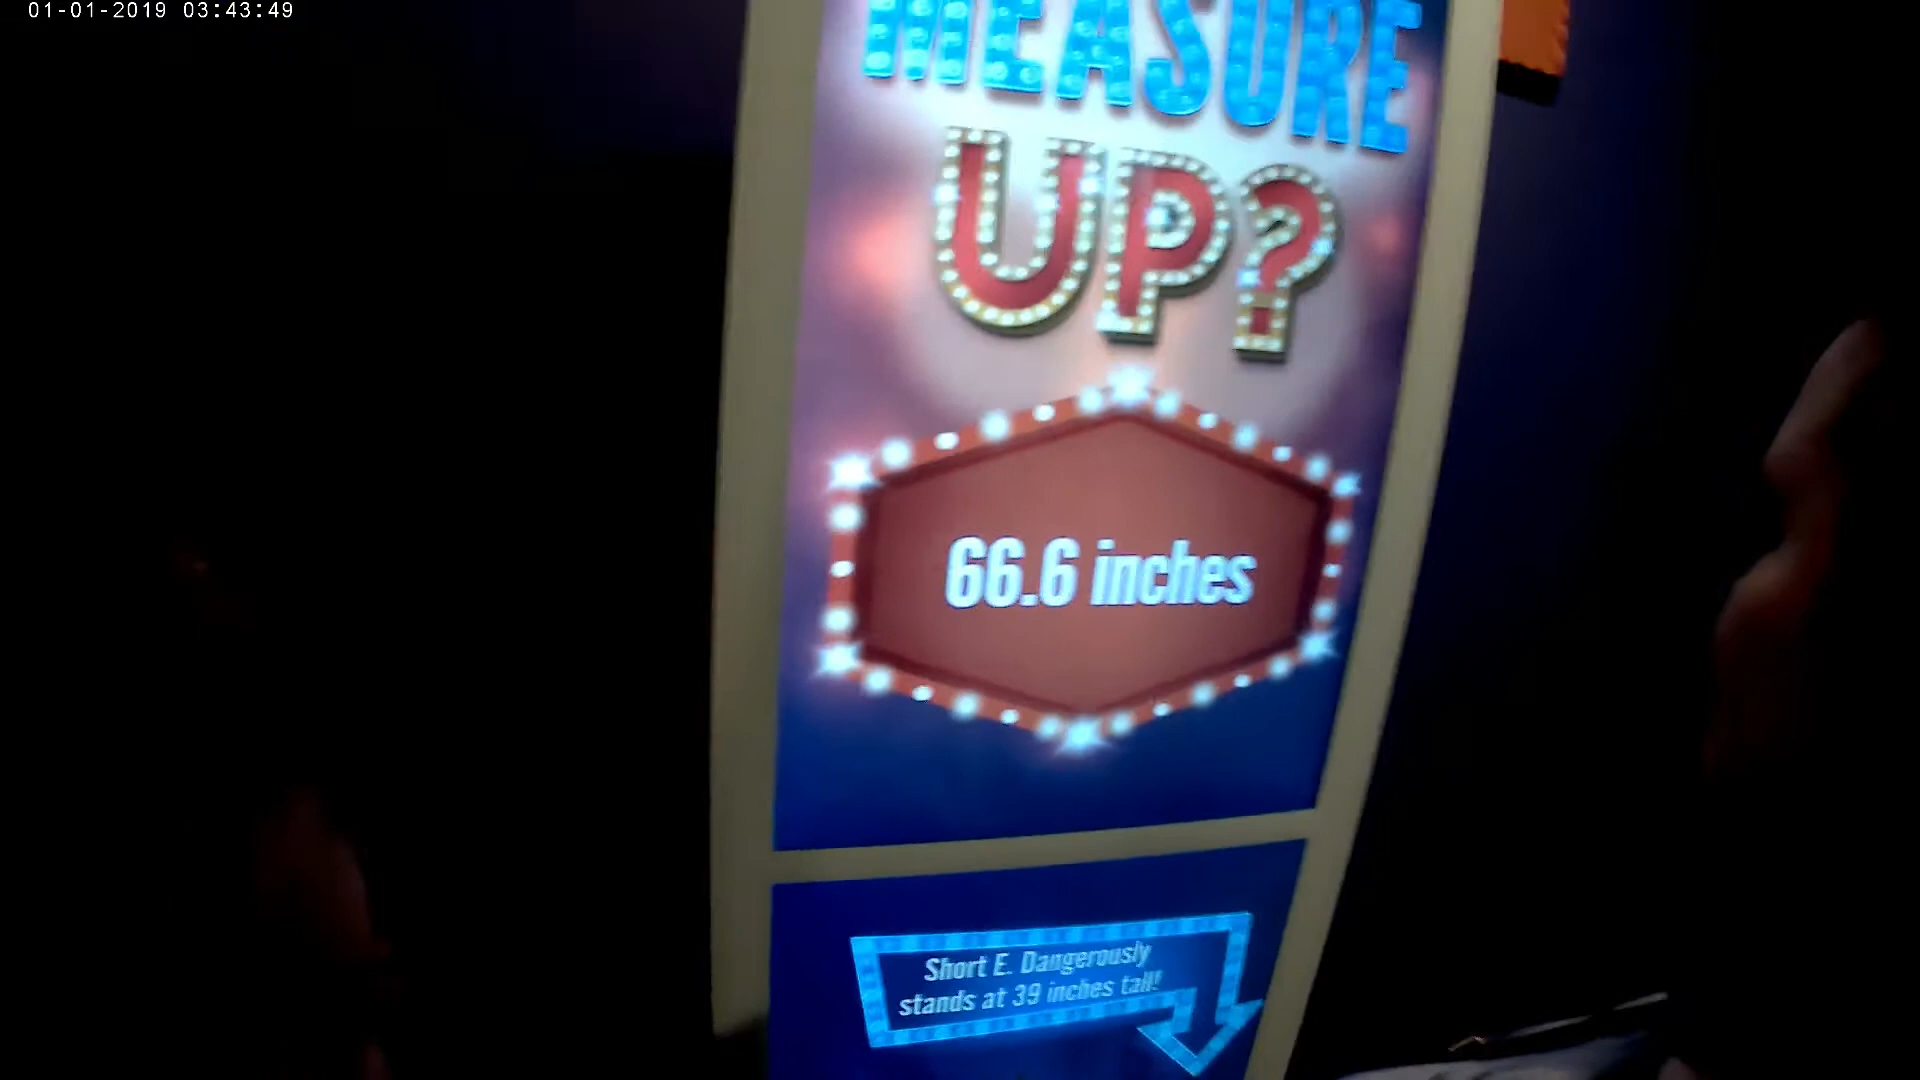 01-01-2019 03:43:49
MEASURE
UP?
66.6 inches
Short E. Dangerously
stands at 39 inches tall!